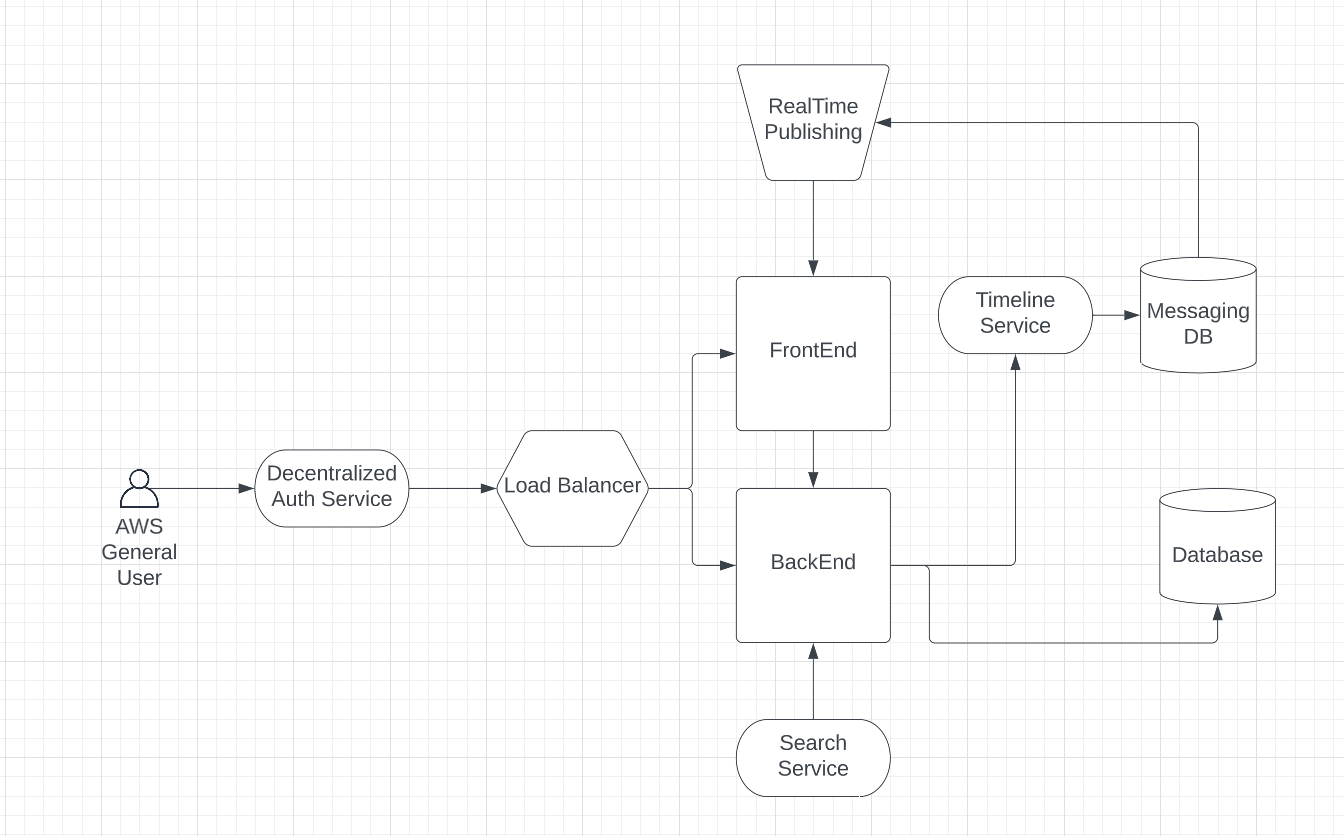 RealTime
Publishing
Timeline
Service
Messaging
DB
FrontEnd
Decentralized
Auth Service
Load Balancer
AWS
General
User
BackEnd
Database
Search
Service